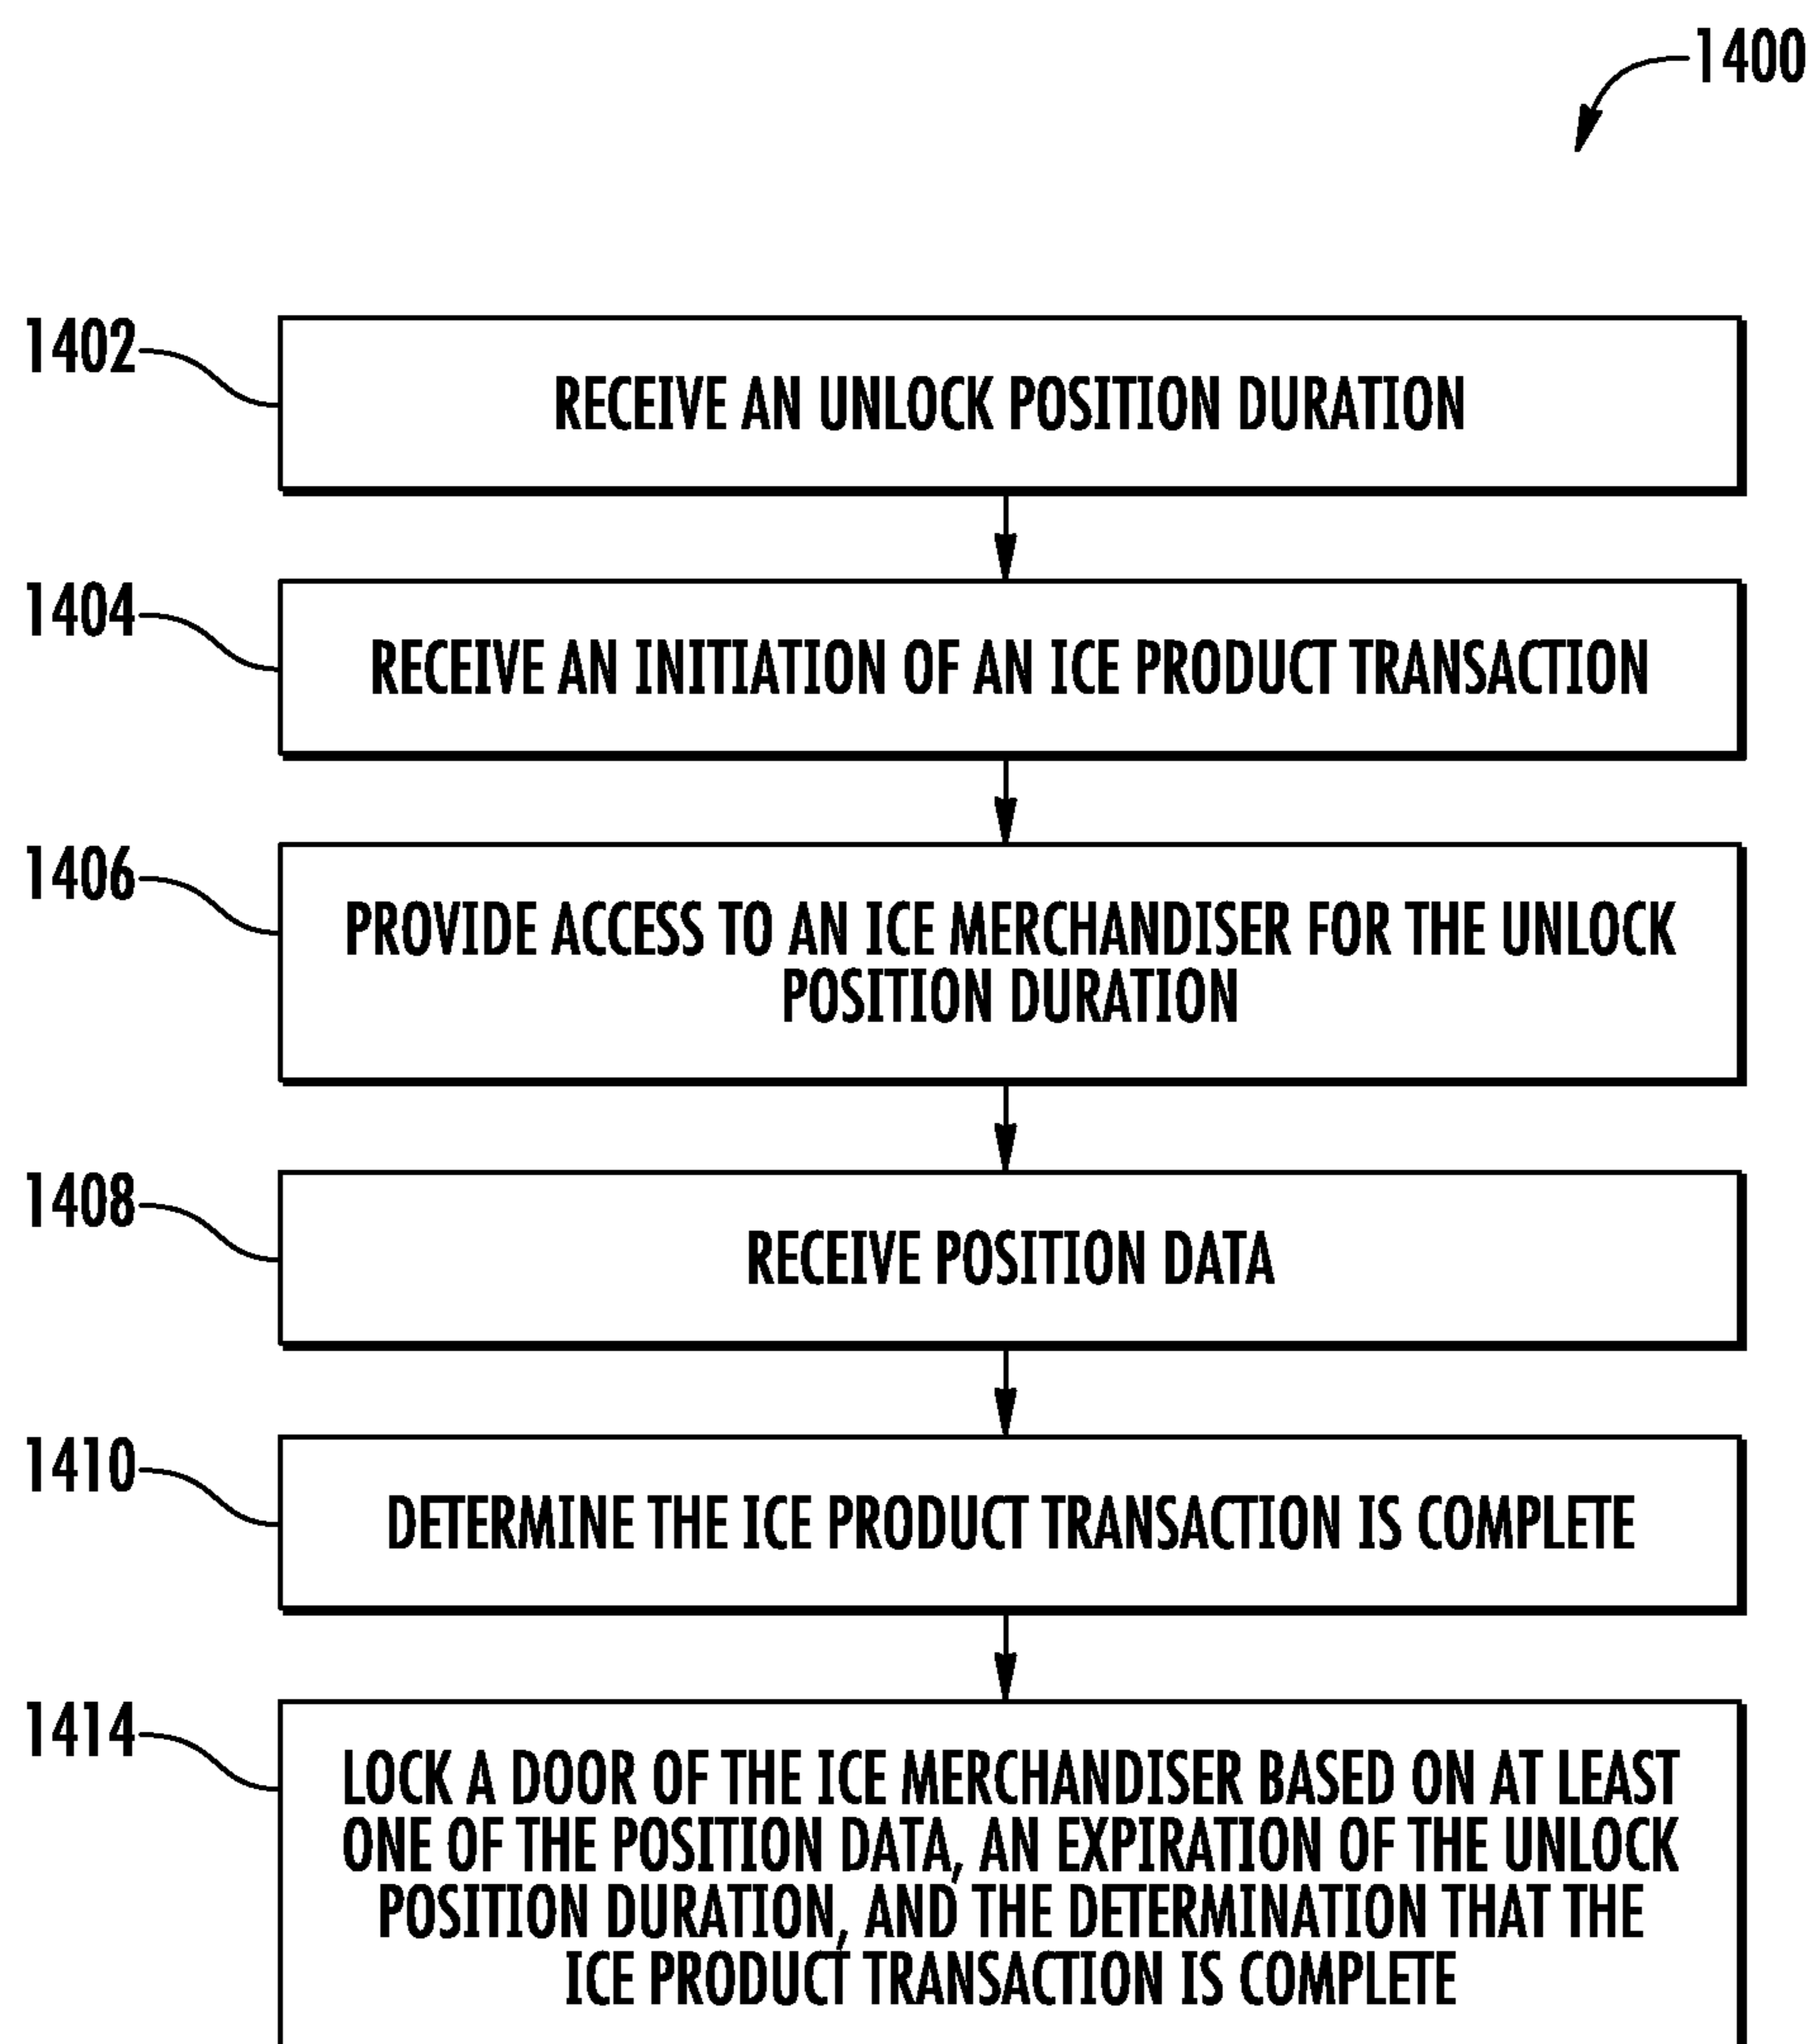 1400
1402
RECEIVE AN UNLOCK POSITION DURATION
1404
RECEIVE AN INITIATION OF AN ICE PRODUCT TRANSACTION
1406
PROVIDE ACCESS TO AN ICE MERCHANDISER FOR THE UNLOCK
POSITION DURATION
1408
RECEIVE POSITION DATA
1410
DETERMINE THE ICE PRODUCT TRANSACTION IS COMPLETE
1414
LOCK A DOOR OF THE ICE MERCHANDISER BASED ON AT LEAST
ONE OF THE POSITION DATA, AN EXPIRATION OF THE UNLOCK
POSITION DURATION, AND THE DETERMINATION THAT THE
ICE PRODUCT TRANSACTION IS COMPLETE